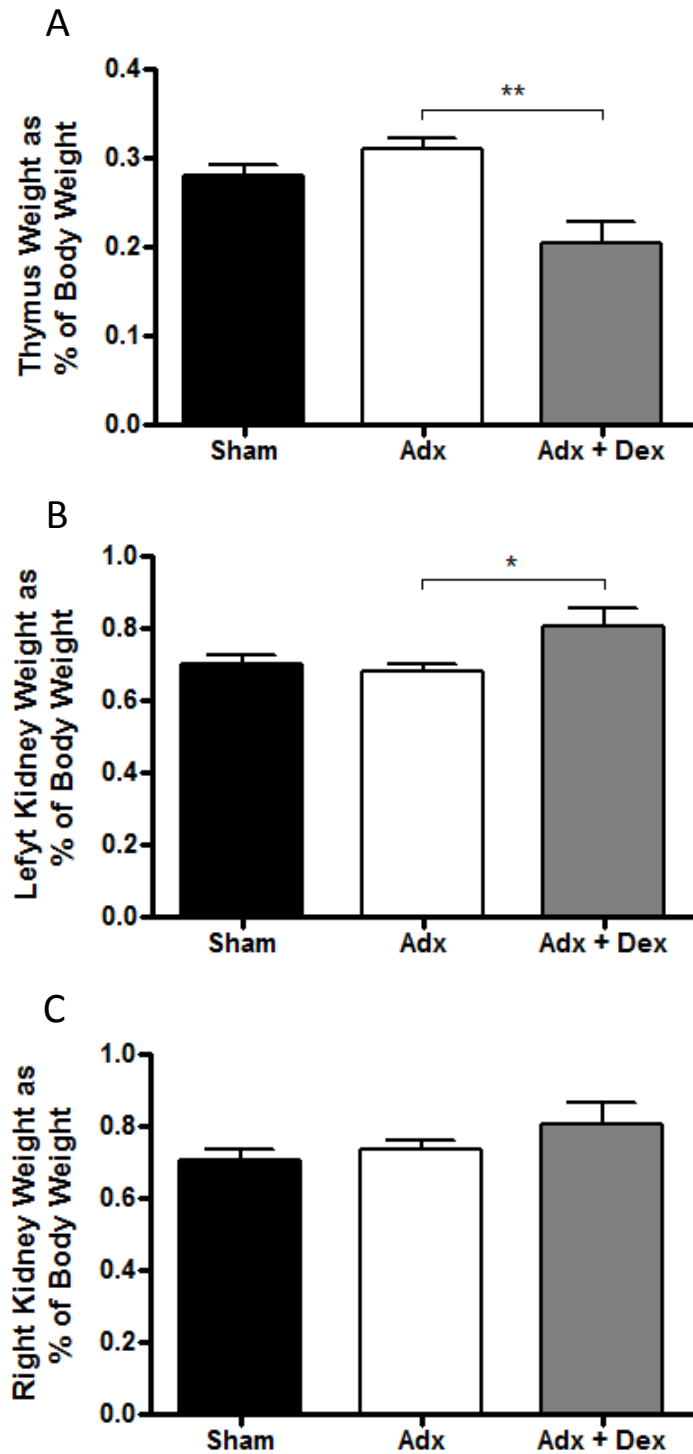 A
Thymus Weight as
% of Body Weight
0.4
0.3
0.2
0.1
0.0
**
Sham Adx Adx + Dex
B
Lefyt Kidney Weight as
% of Body Weight
1.0
0.8
0.6
0.4
0.2
0.0
*
Sham Adx Adx + Dex
C
Right Kidney Weight as
% of Body Weight
1.0
0.8
0.6
0.4
0.2
0.0
Sham Adx Adx + Dex